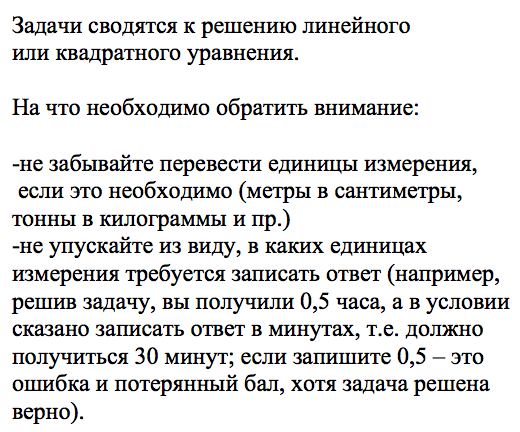 Задачи сводятся к решению линейного
или квадратного уравнения.
На что необходимо обратить внимание:
-не забывайте перевести единицы измерения,
если это необходимо (метры в сантиметры,
тонны в килограммы и пр.)
-не упускайте из виду, в каких единицах
измерения требуется записать ответ (например,
решив задачу, вы получили 0,5 часа, а в условии
сказано записать ответ в минутах, т.е. должно
получиться 30 минут; если запишите 0,5 – это
ошибка и потерянный бал, хотя задача решена
верно).